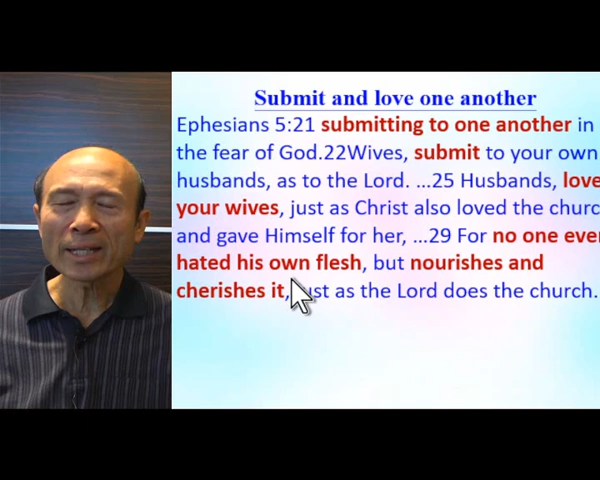 Submit and love one another
Ephesians 5:21 submitting to one another in
the fear of God.22Wives, submit to your own
husbands, as to the Lord. …25 Husbands, love
your wives, just as Christ also loved the churc
and gave Himself for her, …29 For no one ever
hated his own flesh, but nourishes and
cherishes it, just as the Lord does the church.